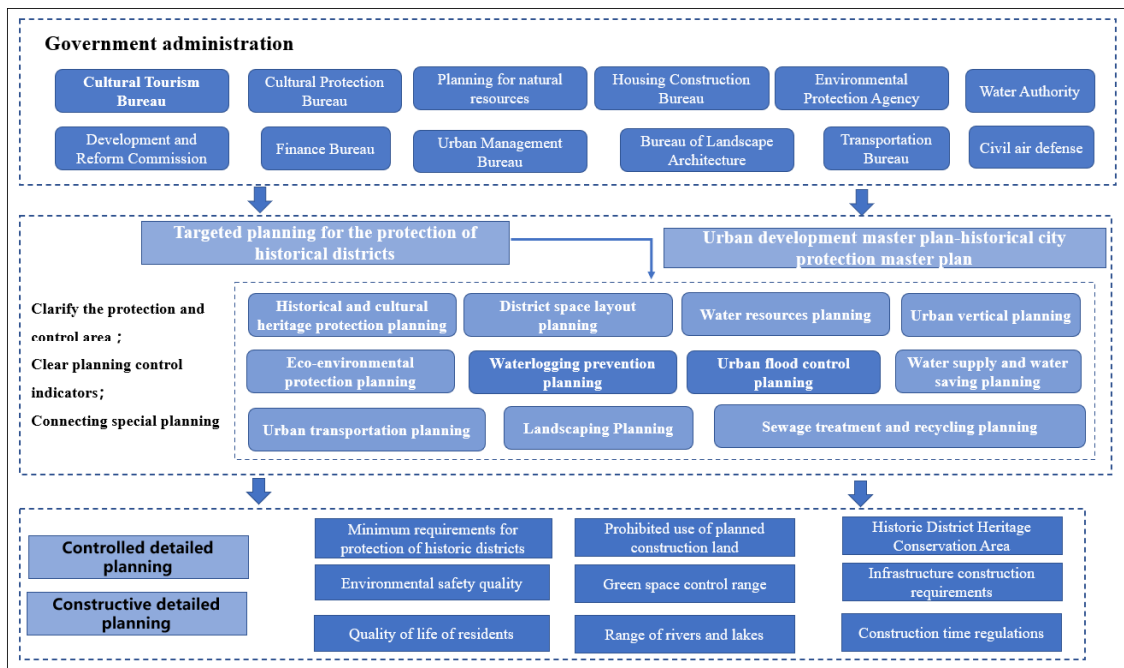 Government administration
Cultural Tourism
Bureau
Cultural Protection
Bureau
Planning for natural
resources
Housing Construction
Bureau
Environmental
Protection Agency
Water Authority
Development and
Reform Commission
Finance Bureau
Urban Management
Bureau
Bureau of Landscape
Architecture
Transportation
Bureau
Civil air defense
Targeted planning for the protection of
historical districts
Urban development master plan-historical city
protection master plan
Clarify the protection and
control area；
Clear planning control
indicators；
Connecting special planning
Historical and cultural
heritage protection planning
District space layout
planning
Water resources planning
Urban vertical planning
Eco-environmental
protection planning
Waterlogging prevention
planning
Urban flood control
planning
Water supply and water
saving planning
Urban transportation planning
Landscaping Planning
Sewage treatment and recycling planning
Controlled detailed
planning
Constructive detailed
planning
Minimum requirements for
protection of historic districts
Prohibited use of planned
construction land
Historic District Heritage
Conservation Area
Environmental safety quality
Green space control range
Infrastructure construction
requirements
Quality of life of residents
Range of rivers and lakes
Construction time regulations